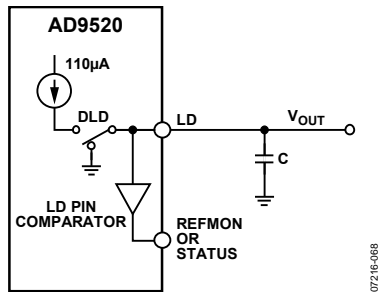 AD9520
110µA
DLD
LD
VOUT
C
LD PIN
COMPARATOR
REFMON
OR
STATUS
07216-068